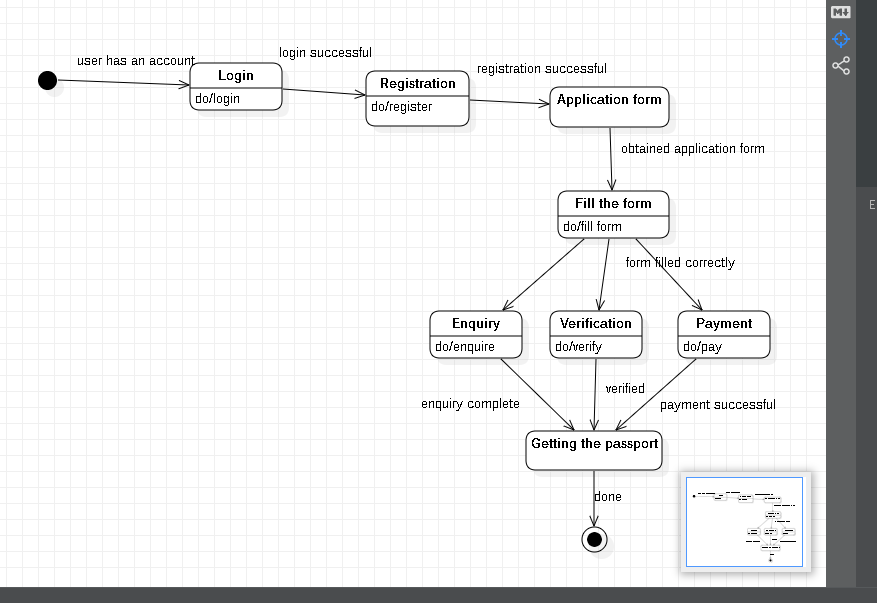 user has an account
login successful
Login
do/login
Registration
do/register
registration successful
Application form
obtained application form
Fill the form
do/fill form
form filled correctly
Enquiry
do/enquire
Verification
do/verify
Payment
do/pay
enquiry complete
verified
payment successful
Getting the passport
done
M
E